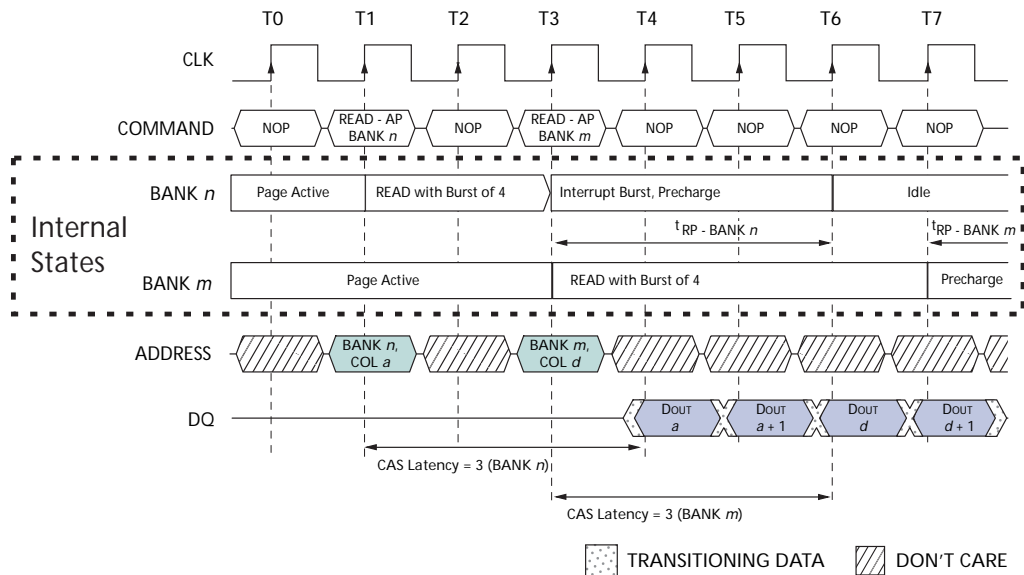 T0 T1 T2 T3 T4 T5 T6 T7
CLK
COMMAND NOP READ - AP BANK n NOP READ - AP BANK m NOP NOP NOP NOP
Internal States
BANK n Page Active READ with Burst of 4 Interrupt Burst, Precharge Idle
tRP - BANK n tRP - BANK m
BANK m Page Active READ with Burst of 4 Precharge
ADDRESS BANK n, COL a BANK m, COL d
DQ DOUT a DOUT a + 1 DOUT d DOUT d + 1
CAS Latency = 3 (BANK n)
CAS Latency = 3 (BANK m)
TRANSITIONING DATA DON'T CARE